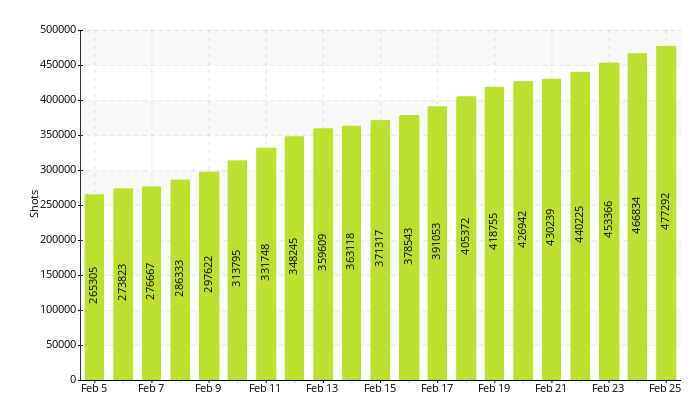 500000
450000
400000
350000
300000
250000
200000
150000
100000
50000
0
Shots
265305
273823
276667
286333
297622
313795
331748
348245
359609
363118
371317
378543
391053
405372
418755
426942
430239
440225
453366
466834
477292
Feb 5
Feb 7
Feb 9
Feb 11
Feb 13
Feb 15
Feb 17
Feb 19
Feb 21
Feb 23
Feb 25